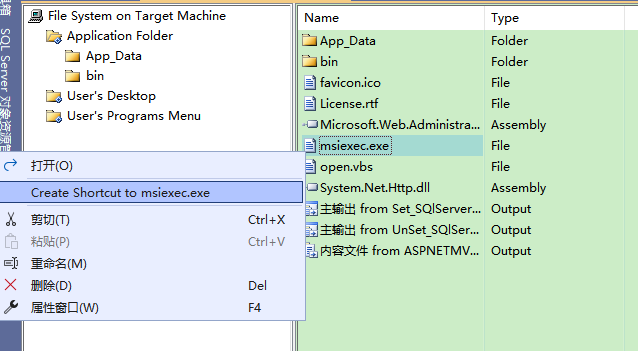 SQL Server 对象资源管
File System on Target Machine
Application Folder
App_Data
bin
User's Desktop
User's Programs Menu
Name
Type
App_Data
Folder
bin
Folder
favicon.ico
File
License.rtf
File
Microsoft.Web.Administra...
Assembly
msiexec.exe
File
open.vbs
File
System.Net.Http.dll
Assembly
主输出 from Set_SQlServer...
Output
主输出 from UnSet_SQlSer...
Output
内容文件 from ASPNETMV...
Output
打开(O)
Create Shortcut to msiexec.exe
剪切(T)
Ctrl+X
粘贴(P)
Ctrl+V
重命名(M)
删除(D)
Del
属性窗口(W)
F4